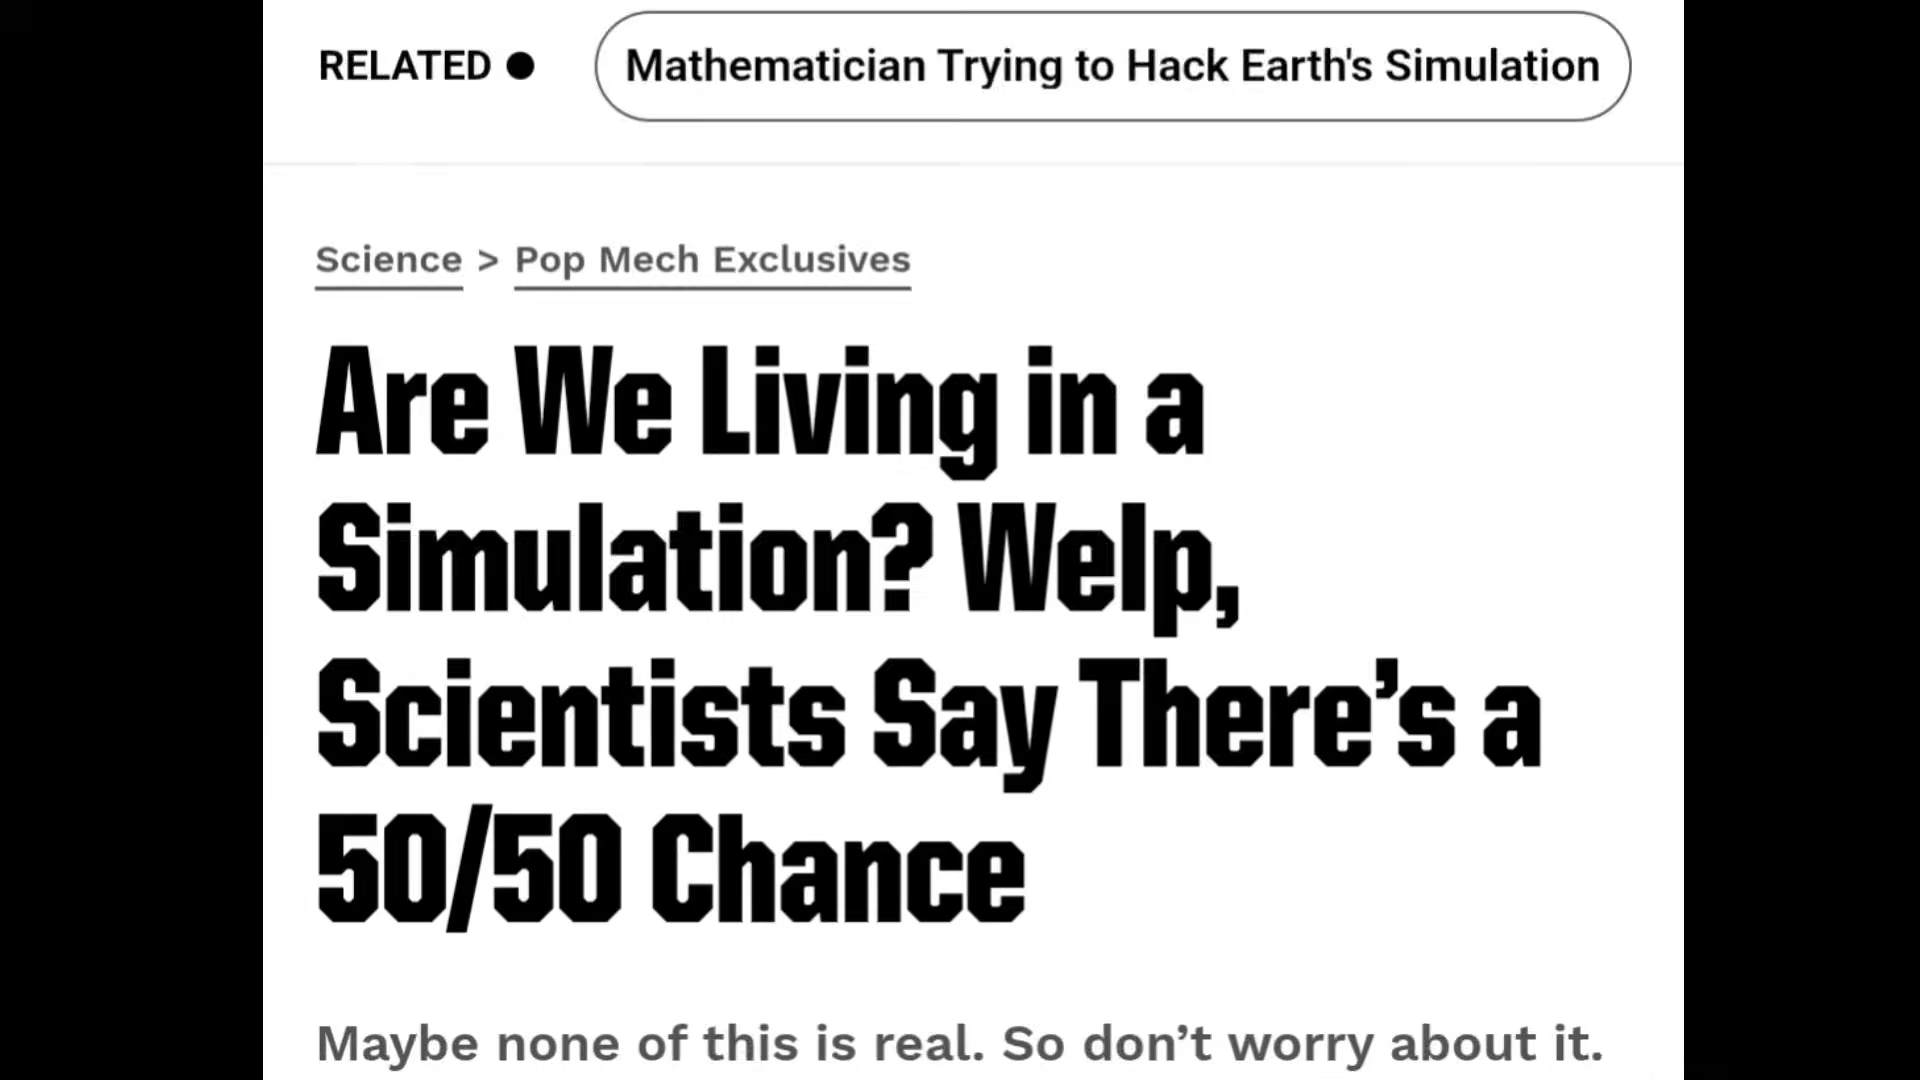 RELATED ● Mathematician Trying to Hack Earth's Simulation
Science > Pop Mech Exclusives
Are We Living in a
Simulation? Welp,
Scientists Say There’s a
50/50 Chance
Maybe none of this is real. So don’t worry about it.